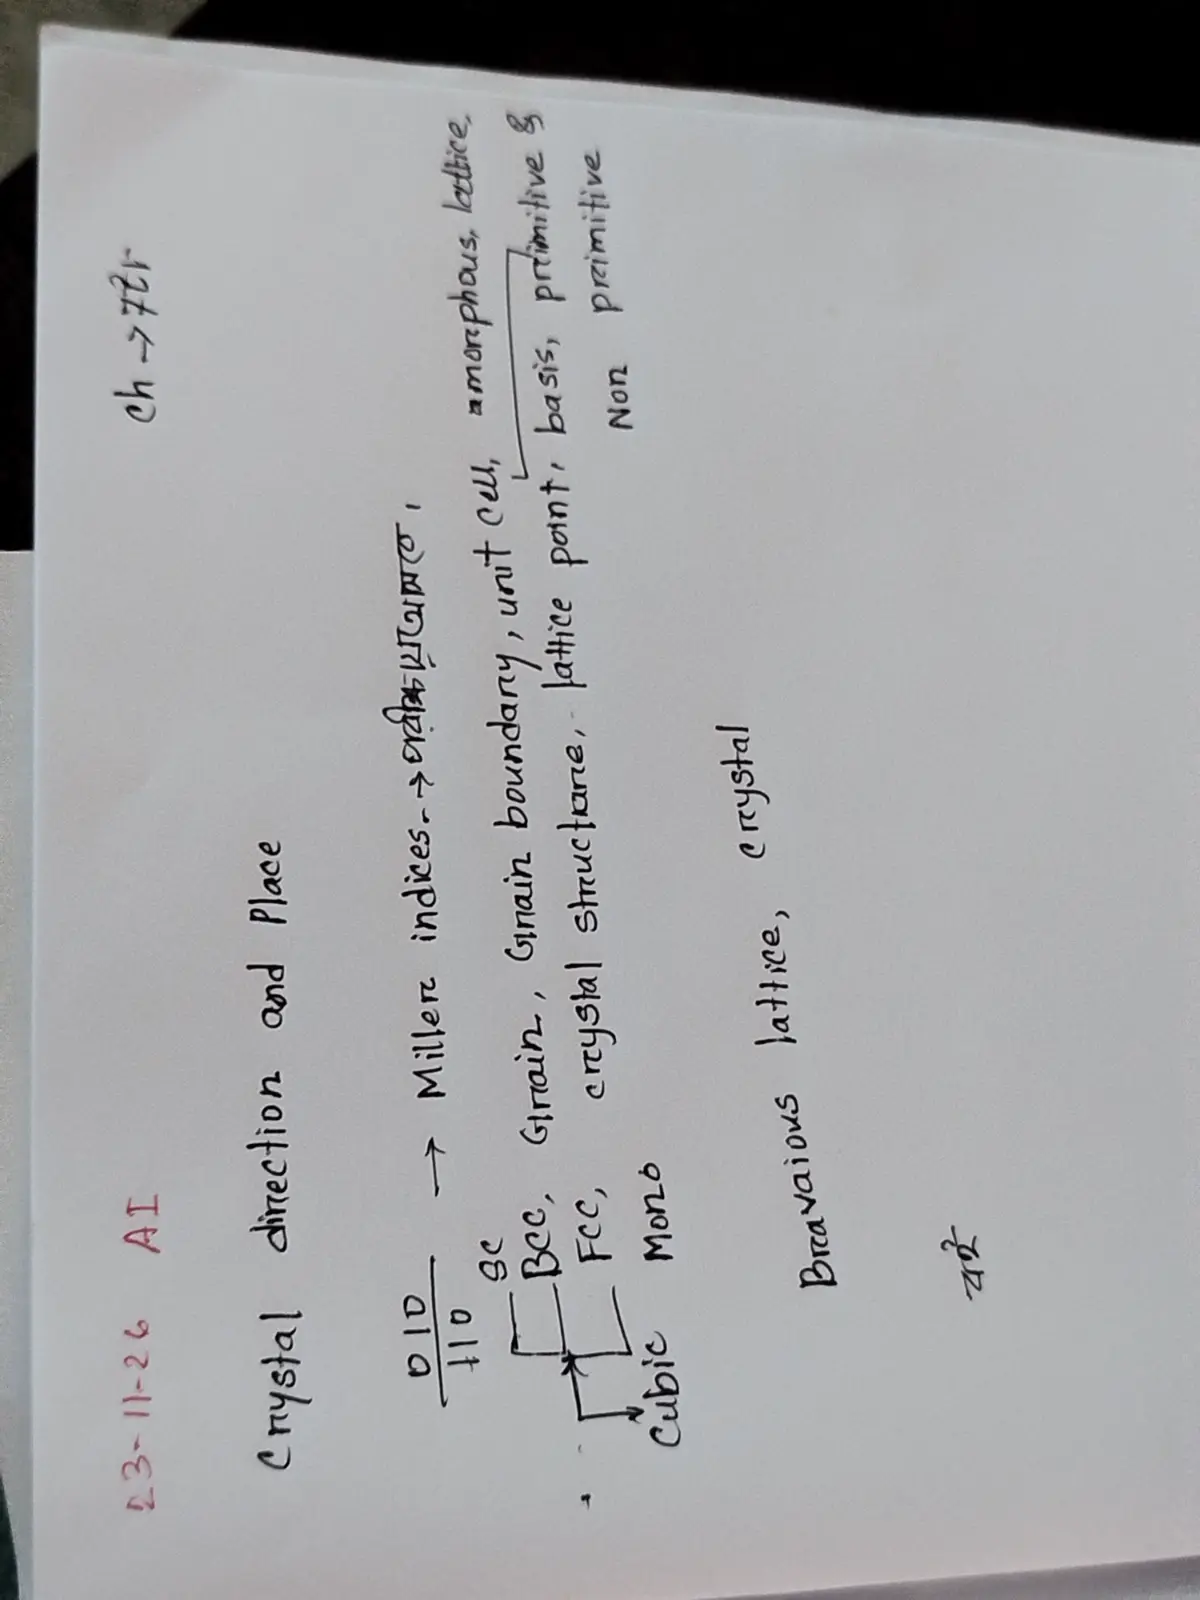 23-11-26 AI
Ch → 7th
Crystal direction and Place
010
110
→ Miller indices. →
SC
BCC, Grain, Grain boundary, unit cell, amorphous, lattice,
FCC, crystal structure, lattice point, basis, primitive &
Cubic Mono
Non primitive
Bravaious lattice, crystal